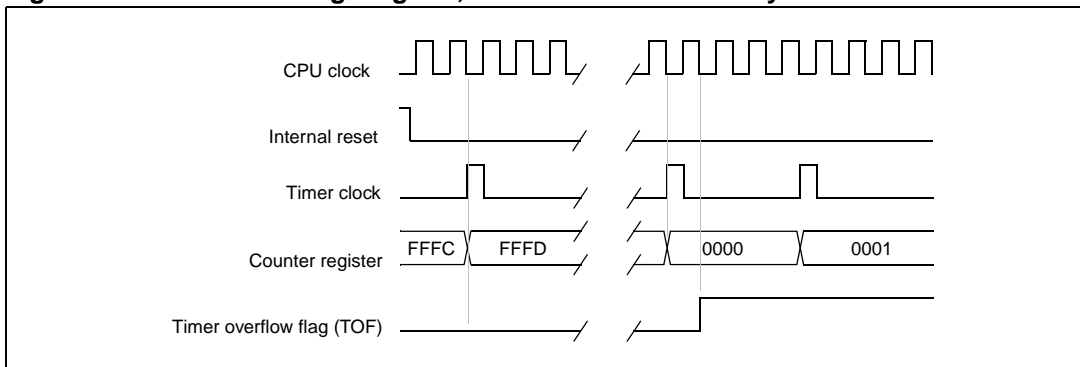 CPU clock
Internal reset
Timer clock
Counter register FFFC FFFD 0000 0001
Timer overflow flag (TOF)